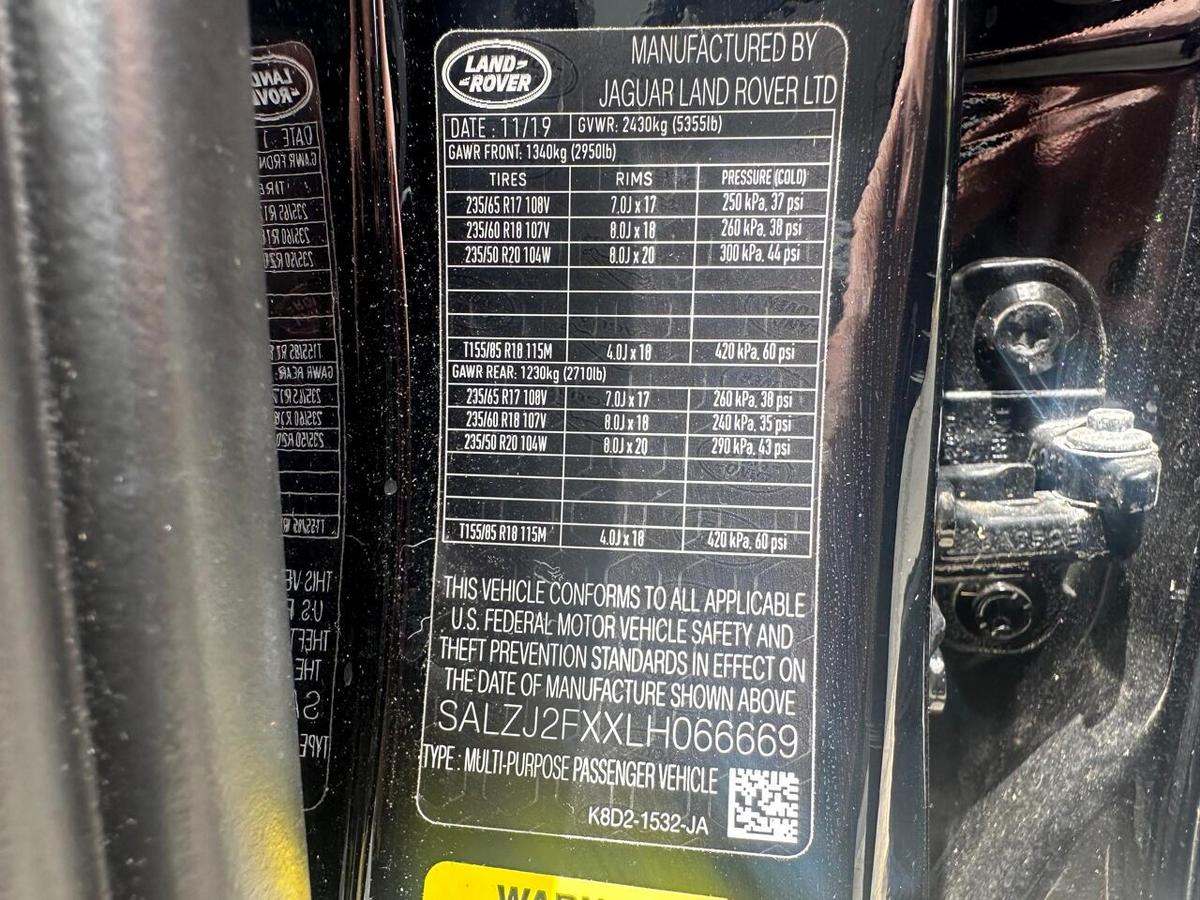 LAND-
-ROVER
MANUFACTURED BY
JAGUAR LAND ROVER LTD
DATE : 11/19 GVWR: 2430kg (5355lb)
GAWR FRONT: 1340kg (2950lb)
TIRES RIMS PRESSURE (COLD)
235/65 R17 108V 7.0J x 17 250 kPa, 37 psi
235/60 R18 107V 8.0J x 18 260 kPa, 38 psi
235/50 R20 104W 8.0J x 20 300 kPa, 44 psi
T155/85 R18 115M 4.0J x 18 420 kPa, 60 psi
GAWR REAR: 1230kg (2710lb)
235/65 R17 108V 7.0J x 17 260 kPa, 38 psi
235/60 R18 107V 8.0J x 18 240 kPa, 35 psi
235/50 R20 104W 8.0J x 20 290 kPa, 43 psi
T155/85 R18 115M 4.0J x 18 420 kPa, 60 psi
THIS VEHICLE CONFORMS TO ALL APPLICABLE
U.S. FEDERAL MOTOR VEHICLE SAFETY AND
THEFT PREVENTION STANDARDS IN EFFECT ON
THE DATE OF MANUFACTURE SHOWN ABOVE
SALZJ2FXXLH066669
TYPE : MULTI-PURPOSE PASSENGER VEHICLE
K8D2-1532-JA